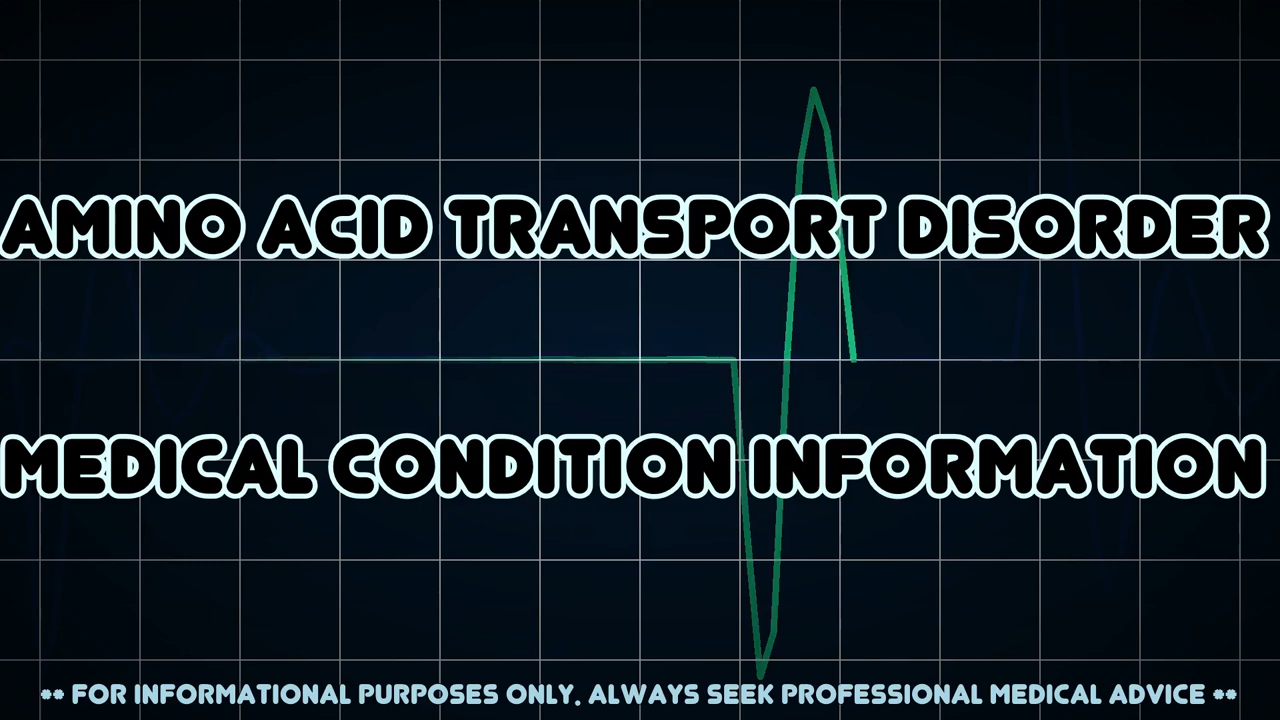 AMINO ACID TRANSPORT DISORDER
MEDICAL CONDITION INFORMATION
** FOR INFORMATIONAL PURPOSES ONLY. ALWAYS SEEK PROFESSIONAL MEDICAL ADVICE **